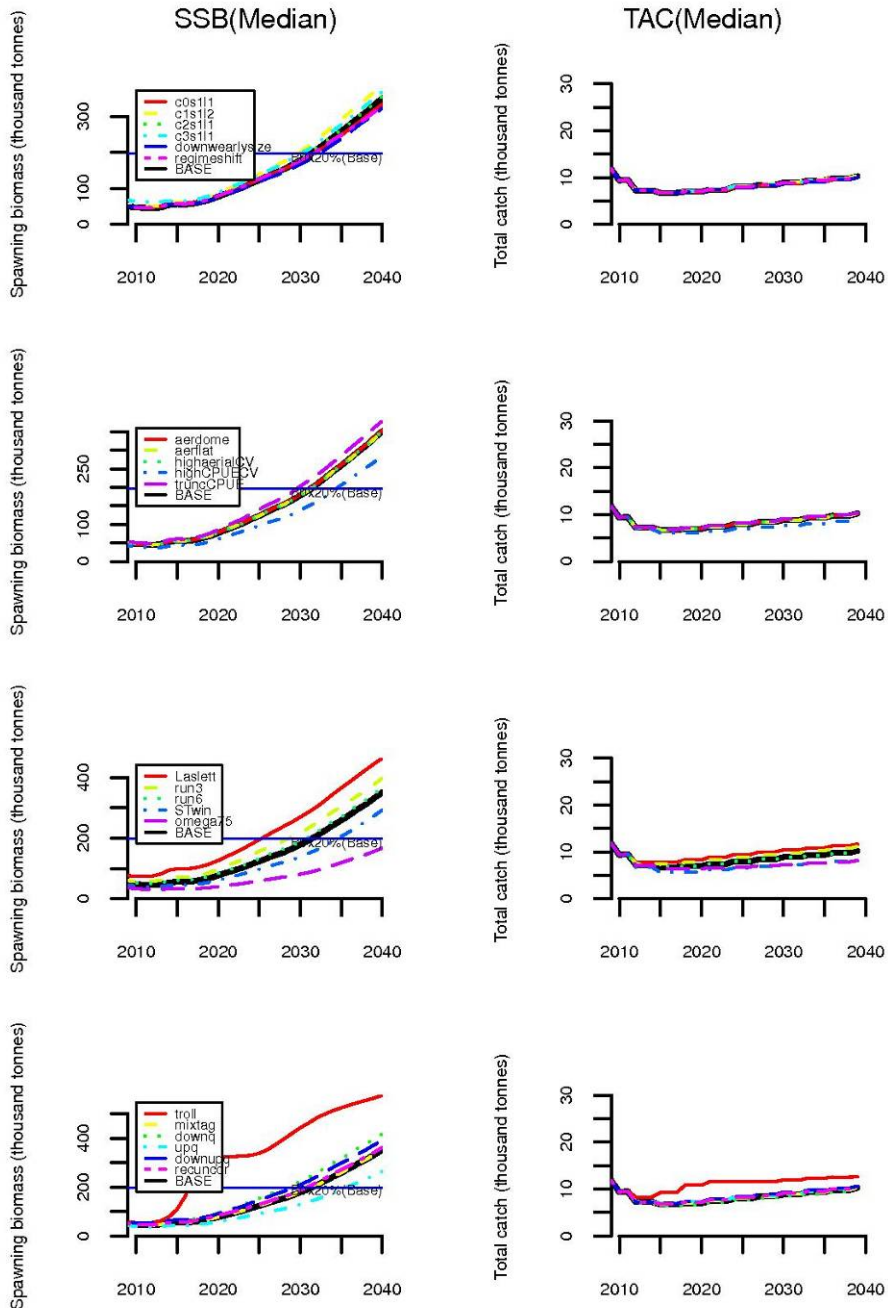 SSB(Median)
TAC(Median)
Spawning biomass (thousand tonnes)
0 100 300
c0s1l1
c1s1l2
c2s1l1
c3s1l1
downwearlysize
regimeshift
BASE
B0x20%(Base)
2010 2020 2030 2040
Total catch (thousand tonnes)
0 10 20 30
2010 2020 2030 2040
Spawning biomass (thousand tonnes)
0 100 250
aerdome
aerflat
highaerialCV
highCPUECV
truncCPUE
BASE
B0x20%(Base)
2010 2020 2030 2040
Total catch (thousand tonnes)
0 10 20 30
2010 2020 2030 2040
Spawning biomass (thousand tonnes)
0 200 400
Laslett
run3
run6
STwin
omega75
BASE
B0x20%(Base)
2010 2020 2030 2040
Total catch (thousand tonnes)
0 10 20 30
2010 2020 2030 2040
Spawning biomass (thousand tonnes)
0 200 400
troll
mixtag
downq
upq
downupq
recuncor
BASE
B0x20%(Base)
2010 2020 2030 2040
Total catch (thousand tonnes)
0 10 20 30
2010 2020 2030 2040